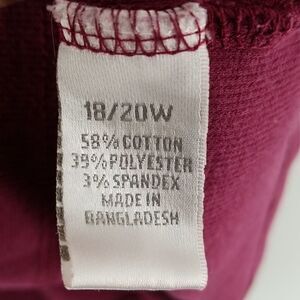 18/20W
58% COTTON
39% POLYESTER
3% SPANDEX
MADE IN
BANGLADESH